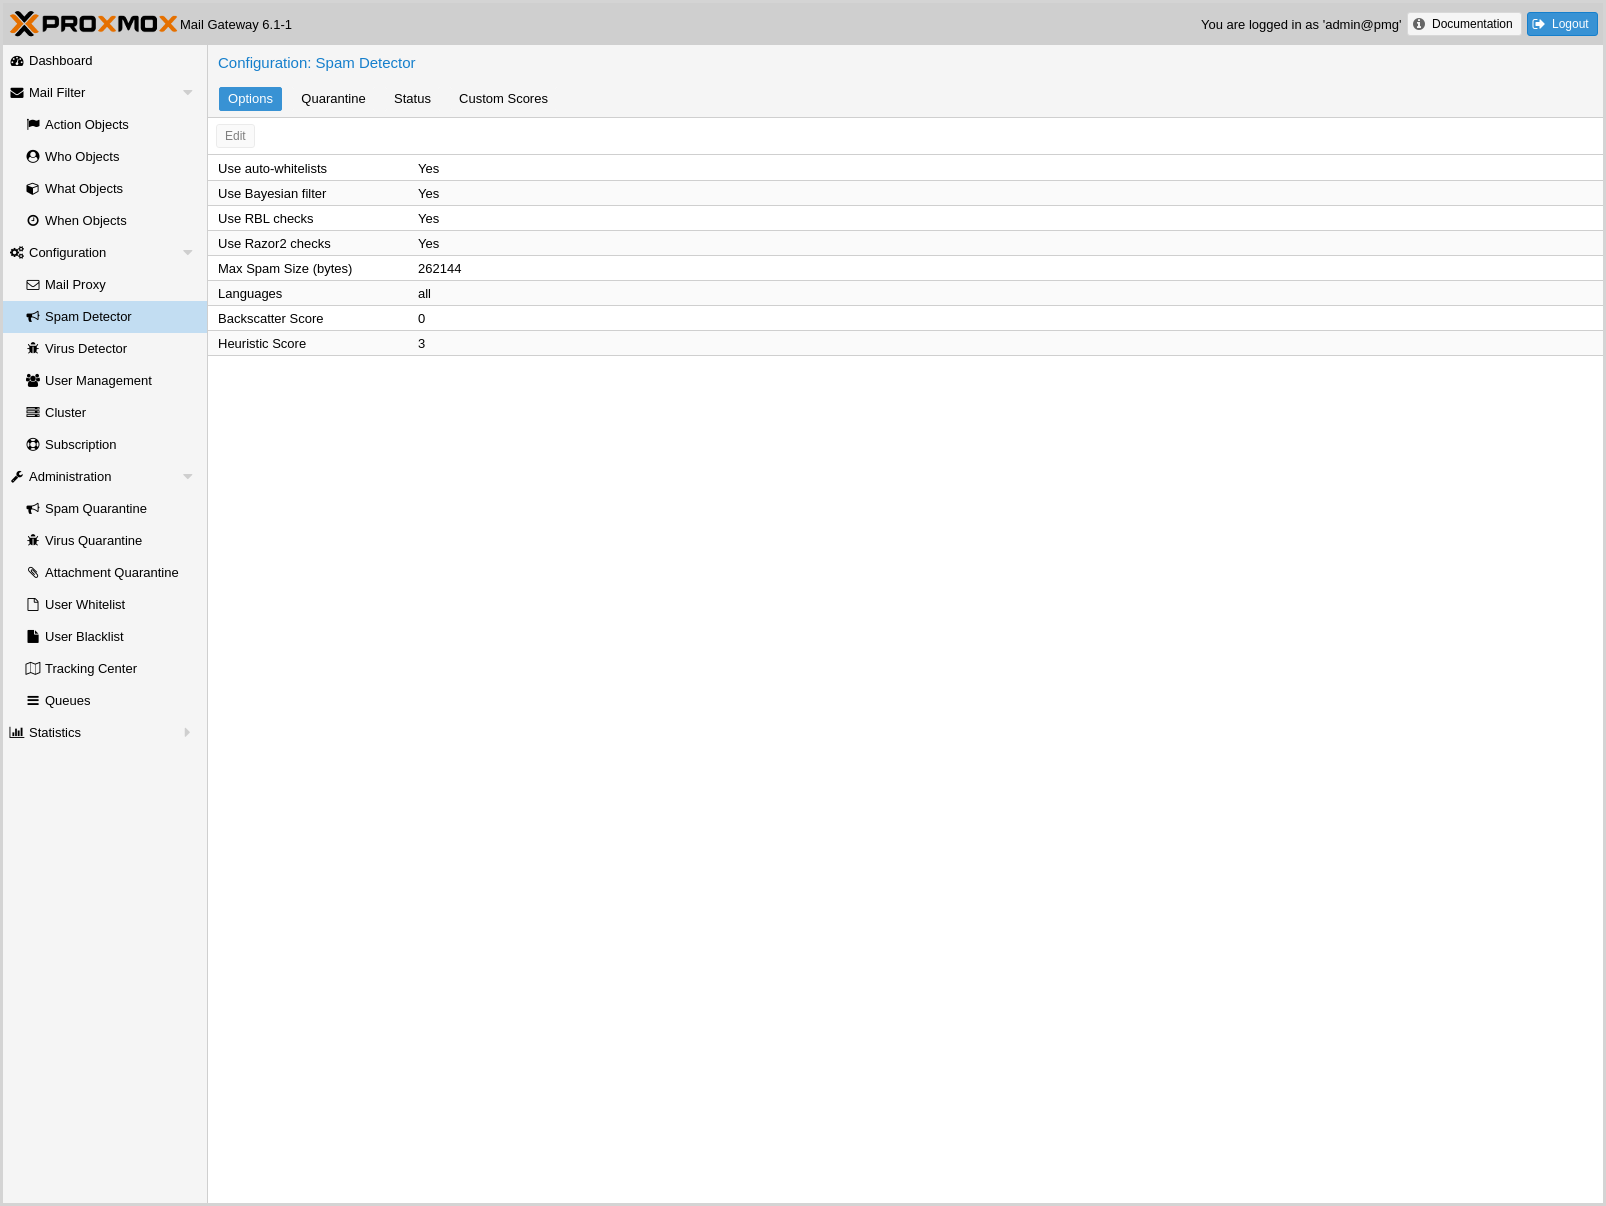 PROXMOX Mail Gateway 6.1-1
You are logged in as 'admin@pmg' Documentation Logout
Dashboard
Mail Filter
Action Objects
Who Objects
What Objects
When Objects
Configuration
Mail Proxy
Spam Detector
Virus Detector
User Management
Cluster
Subscription
Administration
Spam Quarantine
Virus Quarantine
Attachment Quarantine
User Whitelist
User Blacklist
Tracking Center
Queues
Statistics
Configuration: Spam Detector
Options Quarantine Status Custom Scores
Edit
Use auto-whitelists Yes
Use Bayesian filter Yes
Use RBL checks Yes
Use Razor2 checks Yes
Max Spam Size (bytes) 262144
Languages all
Backscatter Score 0
Heuristic Score 3